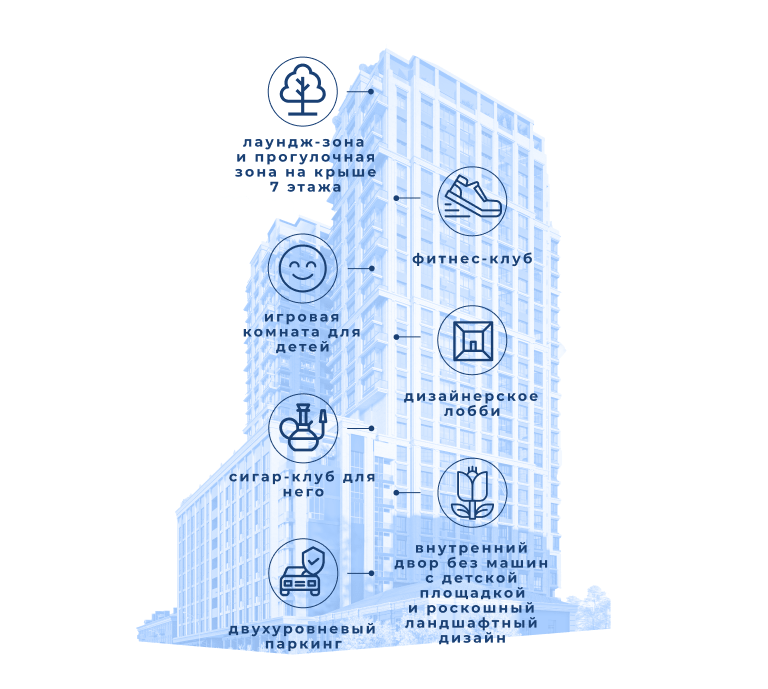 лаундж-зона
и прогулочная
зона на крыше
7 этажа
фитнес-клуб
игровая
комната для
детей
дизайнерское
лобби
сигар-клуб для
него
внутренний
двор без машин
с детской
площадкой
и роскошный
ландшафтный
дизайн
двухуровневый
паркинг